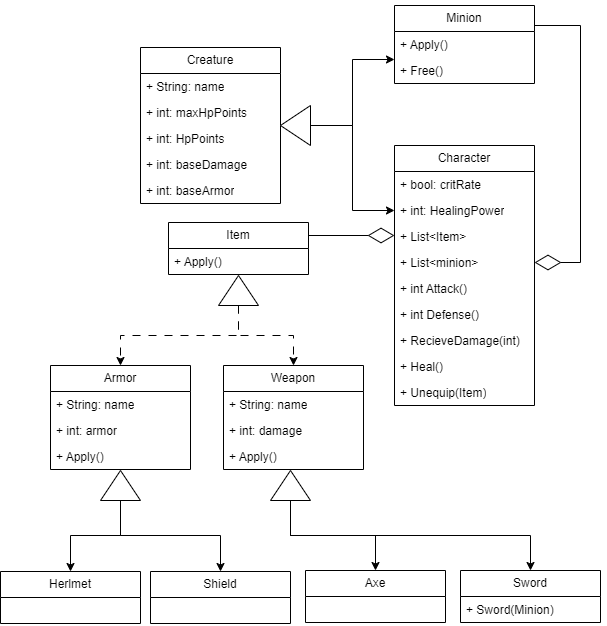 Minion
+ Apply()
+ Free()
Creature
+ String: name
+ int: maxHpPoints
+ int: HpPoints
+ int: baseDamage
+ int: baseArmor
Character
+ bool: critRate
+ int: HealingPower
+ List<Item>
+ List<minion>
+ int Attack()
+ int Defense()
+ RecieveDamage(int)
+ Heal()
+ Unequip(Item)
Item
+ Apply()
Armor
+ String: name
+ int: armor
+ Apply()
Weapon
+ String: name
+ int: damage
+ Apply()
Herlmet
Shield
Axe
Sword
+ Sword(Minion)